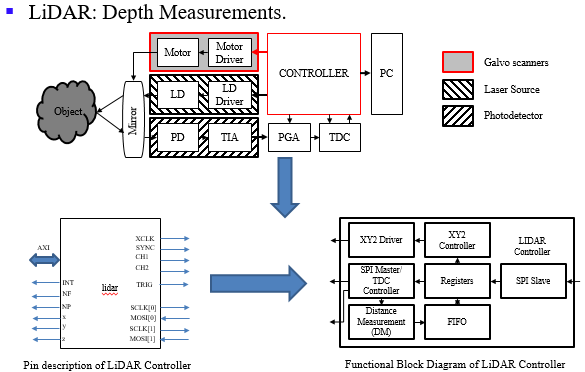 ▪ LiDAR: Depth Measurements.
Motor
Motor
Driver
CONTROLLER
PC
Galvo scanners
LD
LD
Driver
Laser Source
Object
Mirror
Photodetector
PD
TIA
PGA
TDC
AXI
XCLK
SYNC
CH1
CH2
TRIG
INT
NF
NP
x
y
z
lidar
SCLK[0]
MOSI[0]
SCLK[1]
MOSI[1]
XY2 Driver
XY2
Controller
LIDAR
Controller
SPI Master/
TDC
Controller
Registers
SPI Slave
Distance
Measurement
(DM)
FIFO
Pin description of LiDAR Controller
Functional Block Diagram of LiDAR Controller